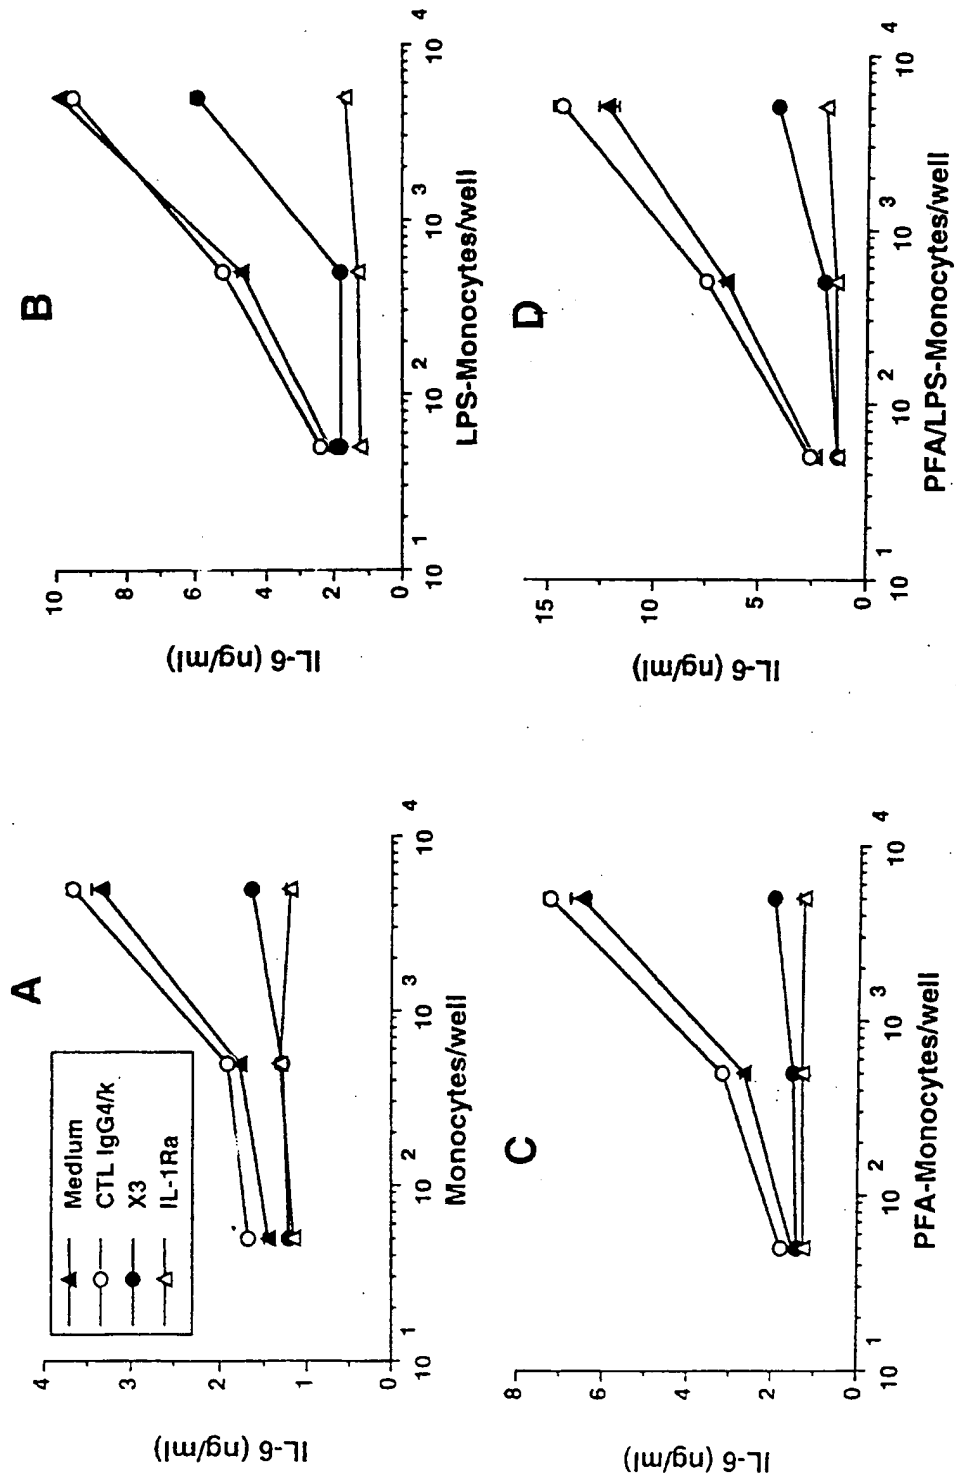 A
Medium
CTL IgG4/k
X3
IL-1Ra
IL-6 (ng/ml)
4
3
2
1
0
10 1
10 2
10 3
10 4
Monocytes/well
B
IL-6 (ng/ml)
10
8
6
4
2
0
10 1
10 2
10 3
10 4
LPS-Monocytes/well
C
IL-6 (ng/ml)
8
6
4
2
0
10 1
10 2
10 3
10 4
PFA-Monocytes/well
D
IL-6 (ng/ml)
15
10
5
0
10 1
10 2
10 3
10 4
PFA/LPS-Monocytes/well